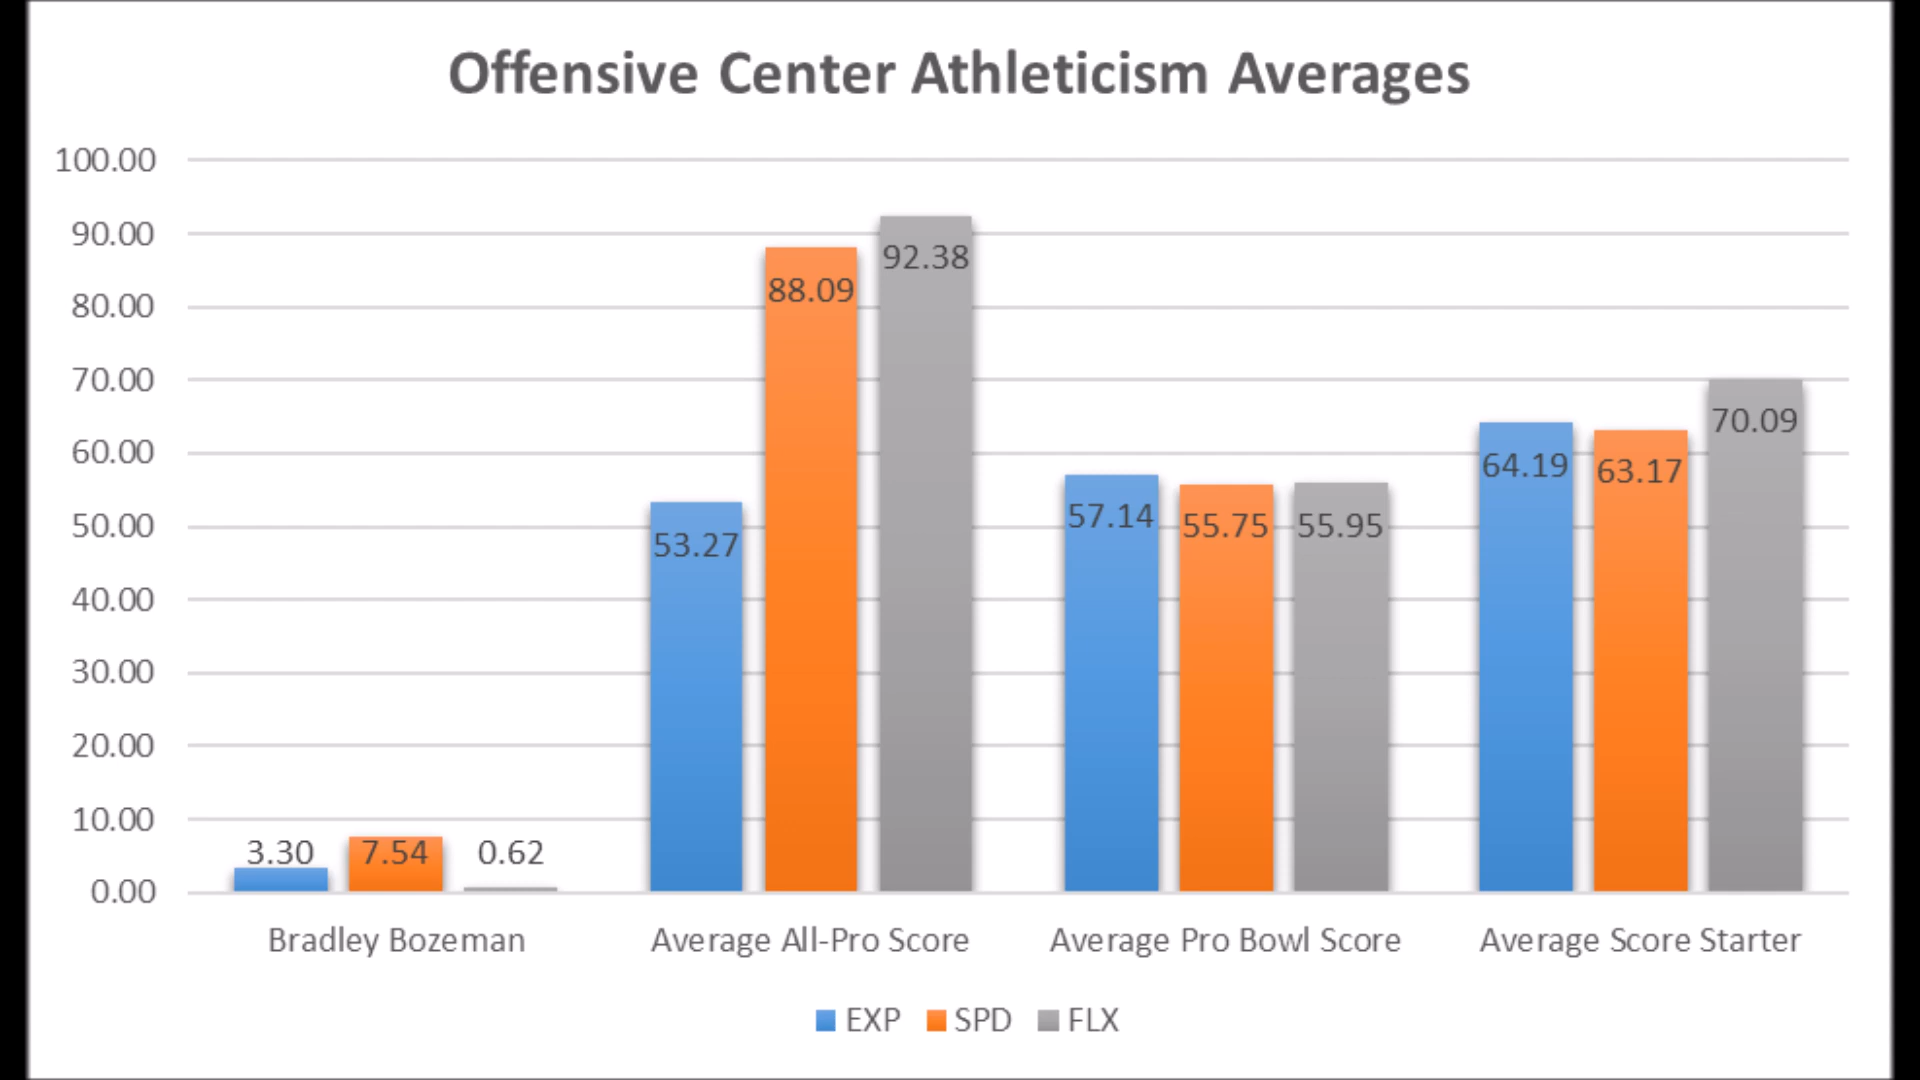 Offensive Center Athleticism Averages
100.00
90.00
80.00
70.00
60.00
50.00
40.00
30.00
20.00
10.00
0.00
3.30 7.54 0.62
53.27 88.09 92.38
57.14 55.75 55.95
64.19 63.17 70.09
Bradley Bozeman Average All-Pro Score Average Pro Bowl Score Average Score Starter
EXP SPD FLX